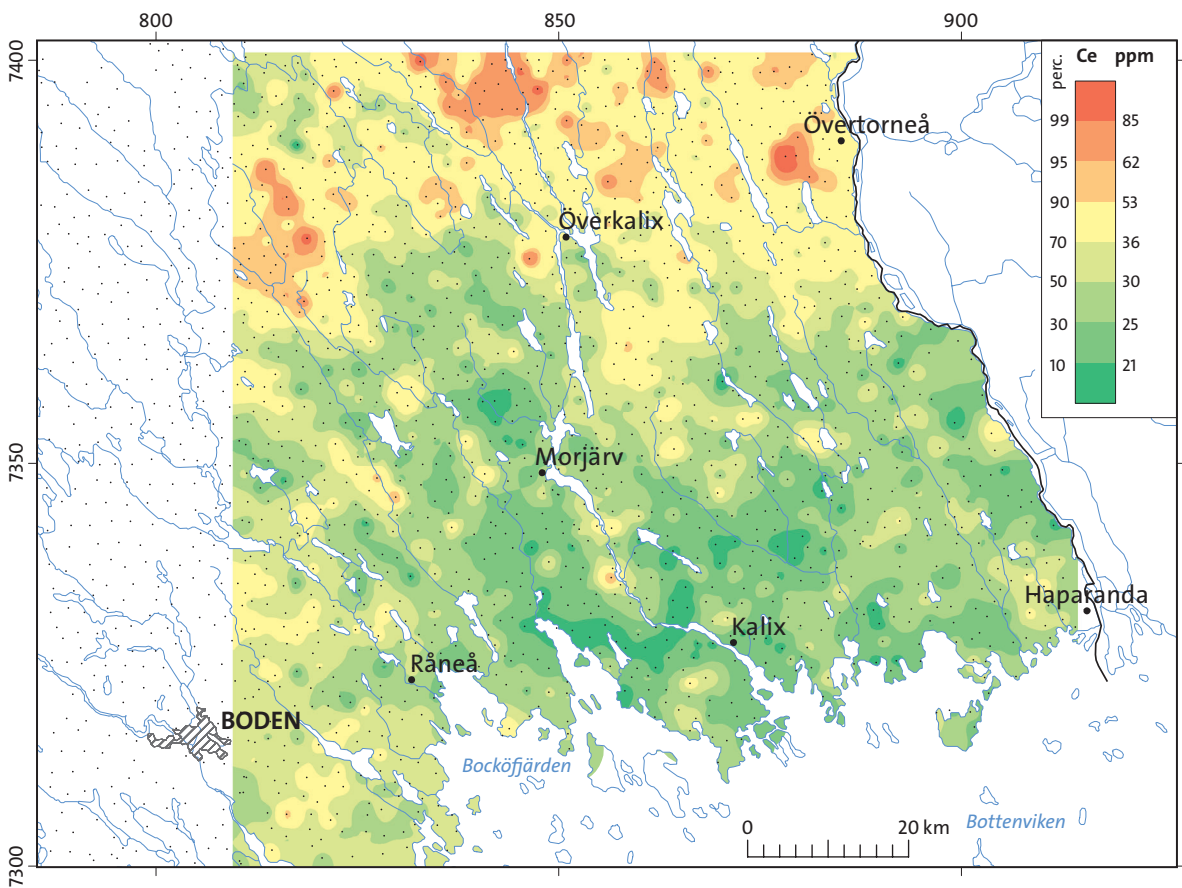 800 850 900
7400
7350
7300
perc. Ce ppm
99 85
95 62
90 53
70 36
50 30
30 25
10 21
Övertorneå
Överkalix
Morjärv
Haparanda
Kalix
Råneå
BODEN
Bocköfjärden
0 20 km
Bottenviken